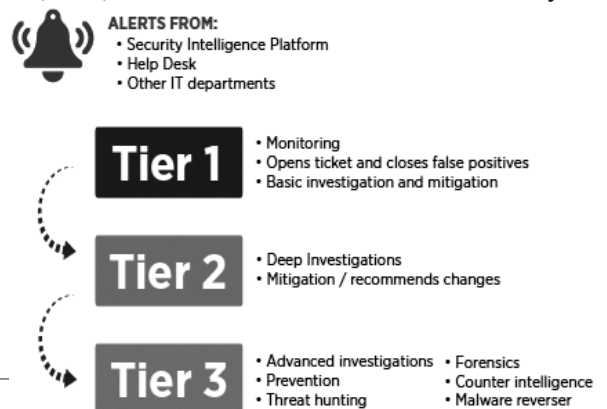 ALERTS FROM:
• Security Intelligence Platform
• Help Desk
• Other IT departments
Tier 1
• Monitoring
• Opens ticket and closes false positives
• Basic investigation and mitigation
Tier 2
• Deep Investigations
• Mitigation / recommends changes
Tier 3
• Advanced investigations
• Prevention
• Threat hunting
• Forensics
• Counter intelligence
• Malware reverser